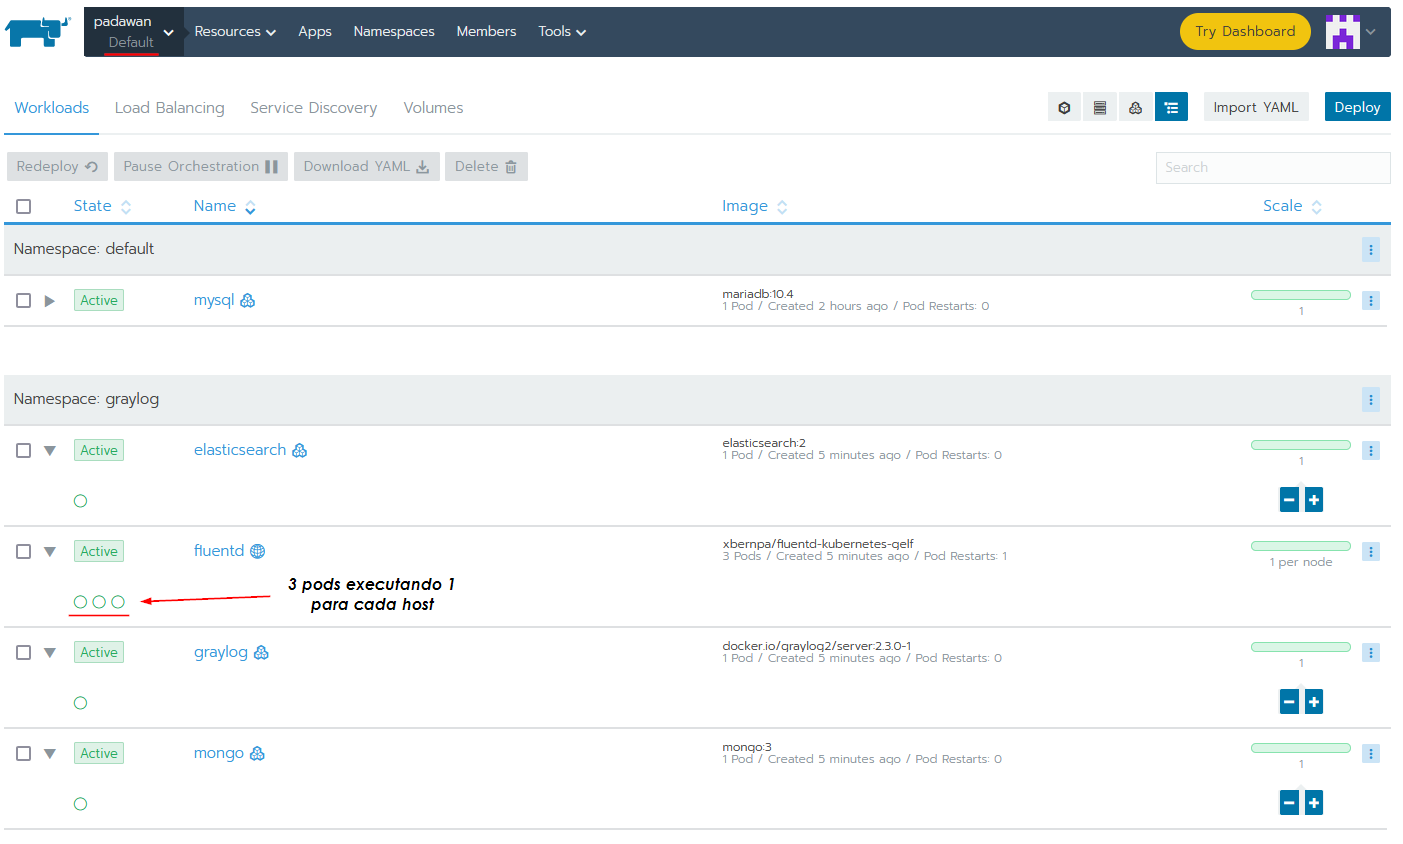 padawan
Default
Resources
Apps
Namespaces
Members
Tools
Try Dashboard
Workloads
Load Balancing
Service Discovery
Volumes
Import YAML
Deploy
Redeploy
Pause Orchestration
Download YAML
Delete
Search
State
Name
Image
Scale
Namespace: default
Active
mysql
mariadb:10.4
1 Pod / Created 2 hours ago / Pod Restarts: 0
1
Namespace: graylog
Active
elasticsearch
elasticsearch:2
1 Pod / Created 5 minutes ago / Pod Restarts: 0
1
Active
fluentd
xbernpa/fluentd-kubernetes-gelf
3 Pods / Created 5 minutes ago / Pod Restarts: 1
1 per node
3 pods executando 1
para cada host
Active
graylog
docker.io/graylog2/server:2.3.0-1
1 Pod / Created 5 minutes ago / Pod Restarts: 0
1
Active
mongo
mongo:3
1 Pod / Created 5 minutes ago / Pod Restarts: 0
1